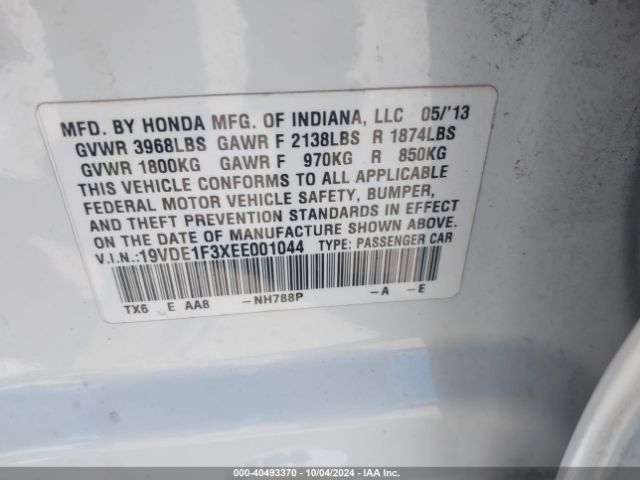 MFD. BY HONDA MFG. OF INDIANA, LLC 05/'13
GVWR 3968LBS GAWR F 2138LBS R 1874LBS
GVWR 1800KG GAWR F 970KG R 850KG
THIS VEHICLE CONFORMS TO ALL APPLICABLE
FEDERAL MOTOR VEHICLE SAFETY, BUMPER,
AND THEFT PREVENTION STANDARDS IN EFFECT
ON THE DATE OF MANUFACTURE SHOWN ABOVE.
V.I.N.:19VDE1F3XEE001044 TYPE: PASSENGER CAR
TX6 E AA8 -NH788P -A -E
000-40493370 • 10/04/2024 • IAA Inc.